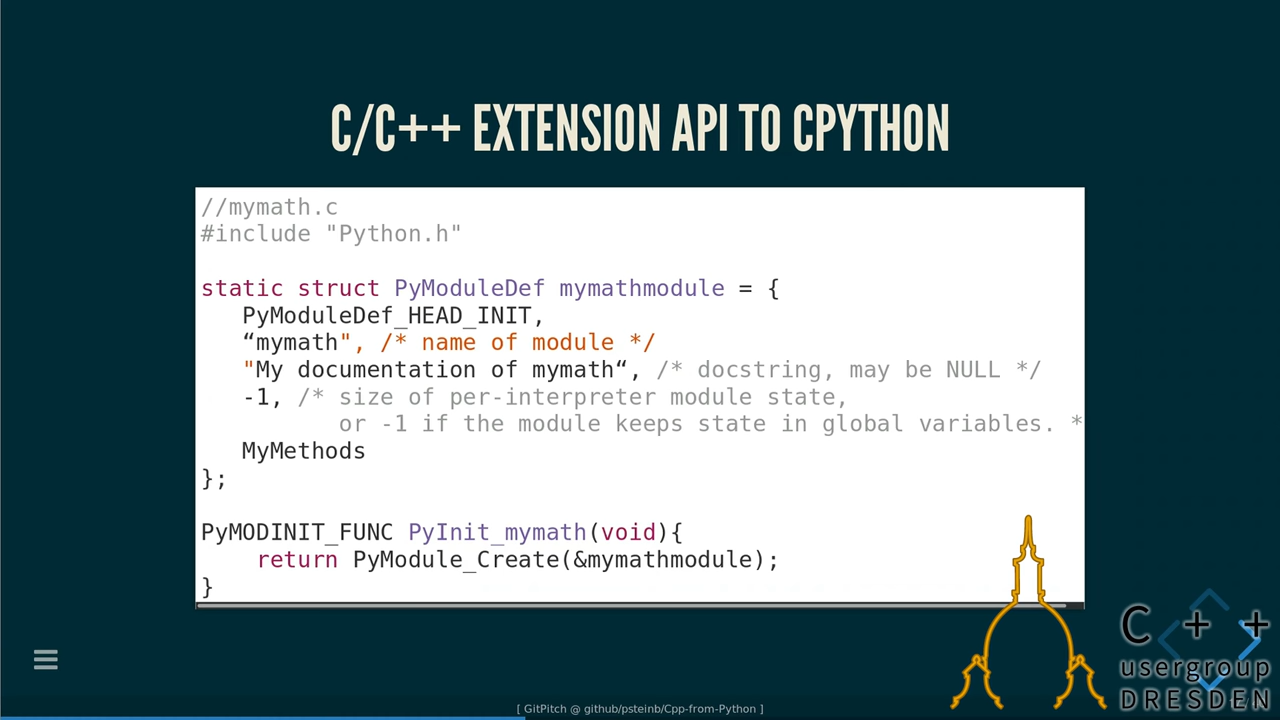 C/C++ EXTENSION API TO CPYTHON
//mymath.c
#include "Python.h"
static struct PyModuleDef mymathmodule = {
PyModuleDef_HEAD_INIT,
“mymath", /* name of module */
"My documentation of mymath“, /* docstring, may be NULL */
-1, /* size of per-interpreter module state,
or -1 if the module keeps state in global variables. *
MyMethods
};
PyMODINIT_FUNC PyInit_mymath(void){
return PyModule_Create(&mymathmodule);
}
C + +
usergroup
DRESDEN
[ GitPitch @ github/psteinb/Cpp-from-Python ]